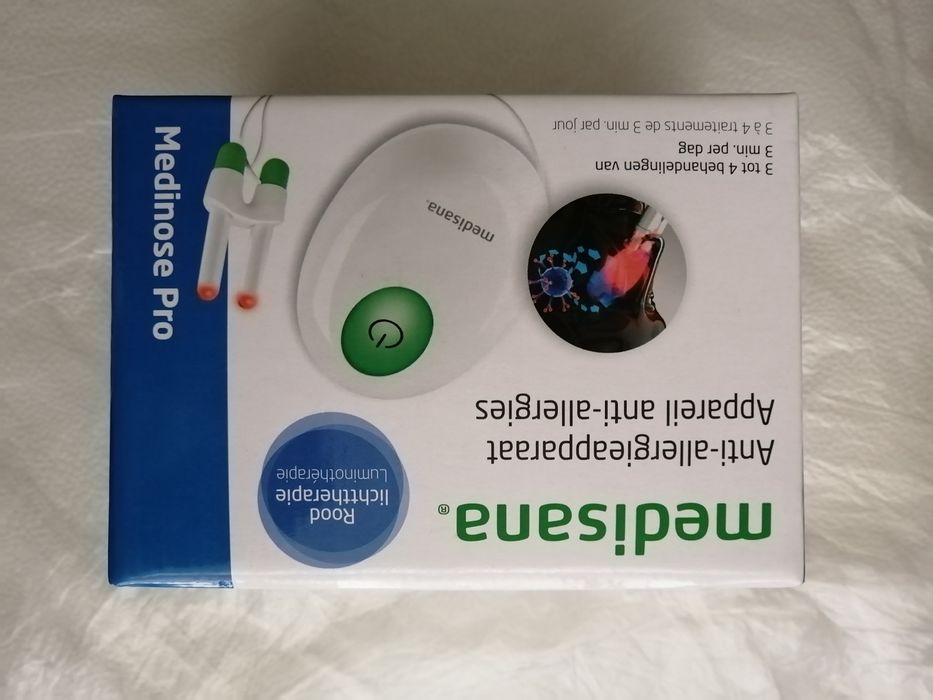 medisana®
Anti-allergieapparaat
Appareil anti-allergies
Rood
lichttherapie
Luminothérapie
medisana®
3 tot 4 behandelingen van
3 min. per dag
3 à 4 traitements de 3 min. par jour
Medinose Pro